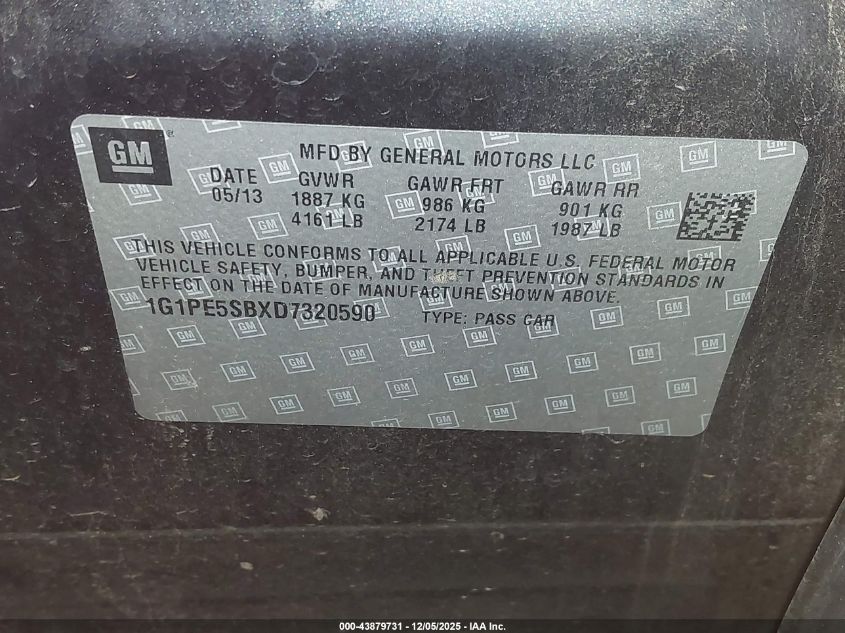 GM
MFD BY GENERAL MOTORS LLC
DATE GVWR GAWR FRT GAWR RR
05/13 1887 KG 986 KG 901 KG
4161 LB 2174 LB 1987 LB
THIS VEHICLE CONFORMS TO ALL APPLICABLE U.S. FEDERAL MOTOR
VEHICLE SAFETY, BUMPER, AND THEFT PREVENTION STANDARDS IN
EFFECT ON THE DATE OF MANUFACTURE SHOWN ABOVE.
1G1PE5SBXD7320590 TYPE: PASS CAR
000-43879731 - 12/05/2025 - IAA Inc.